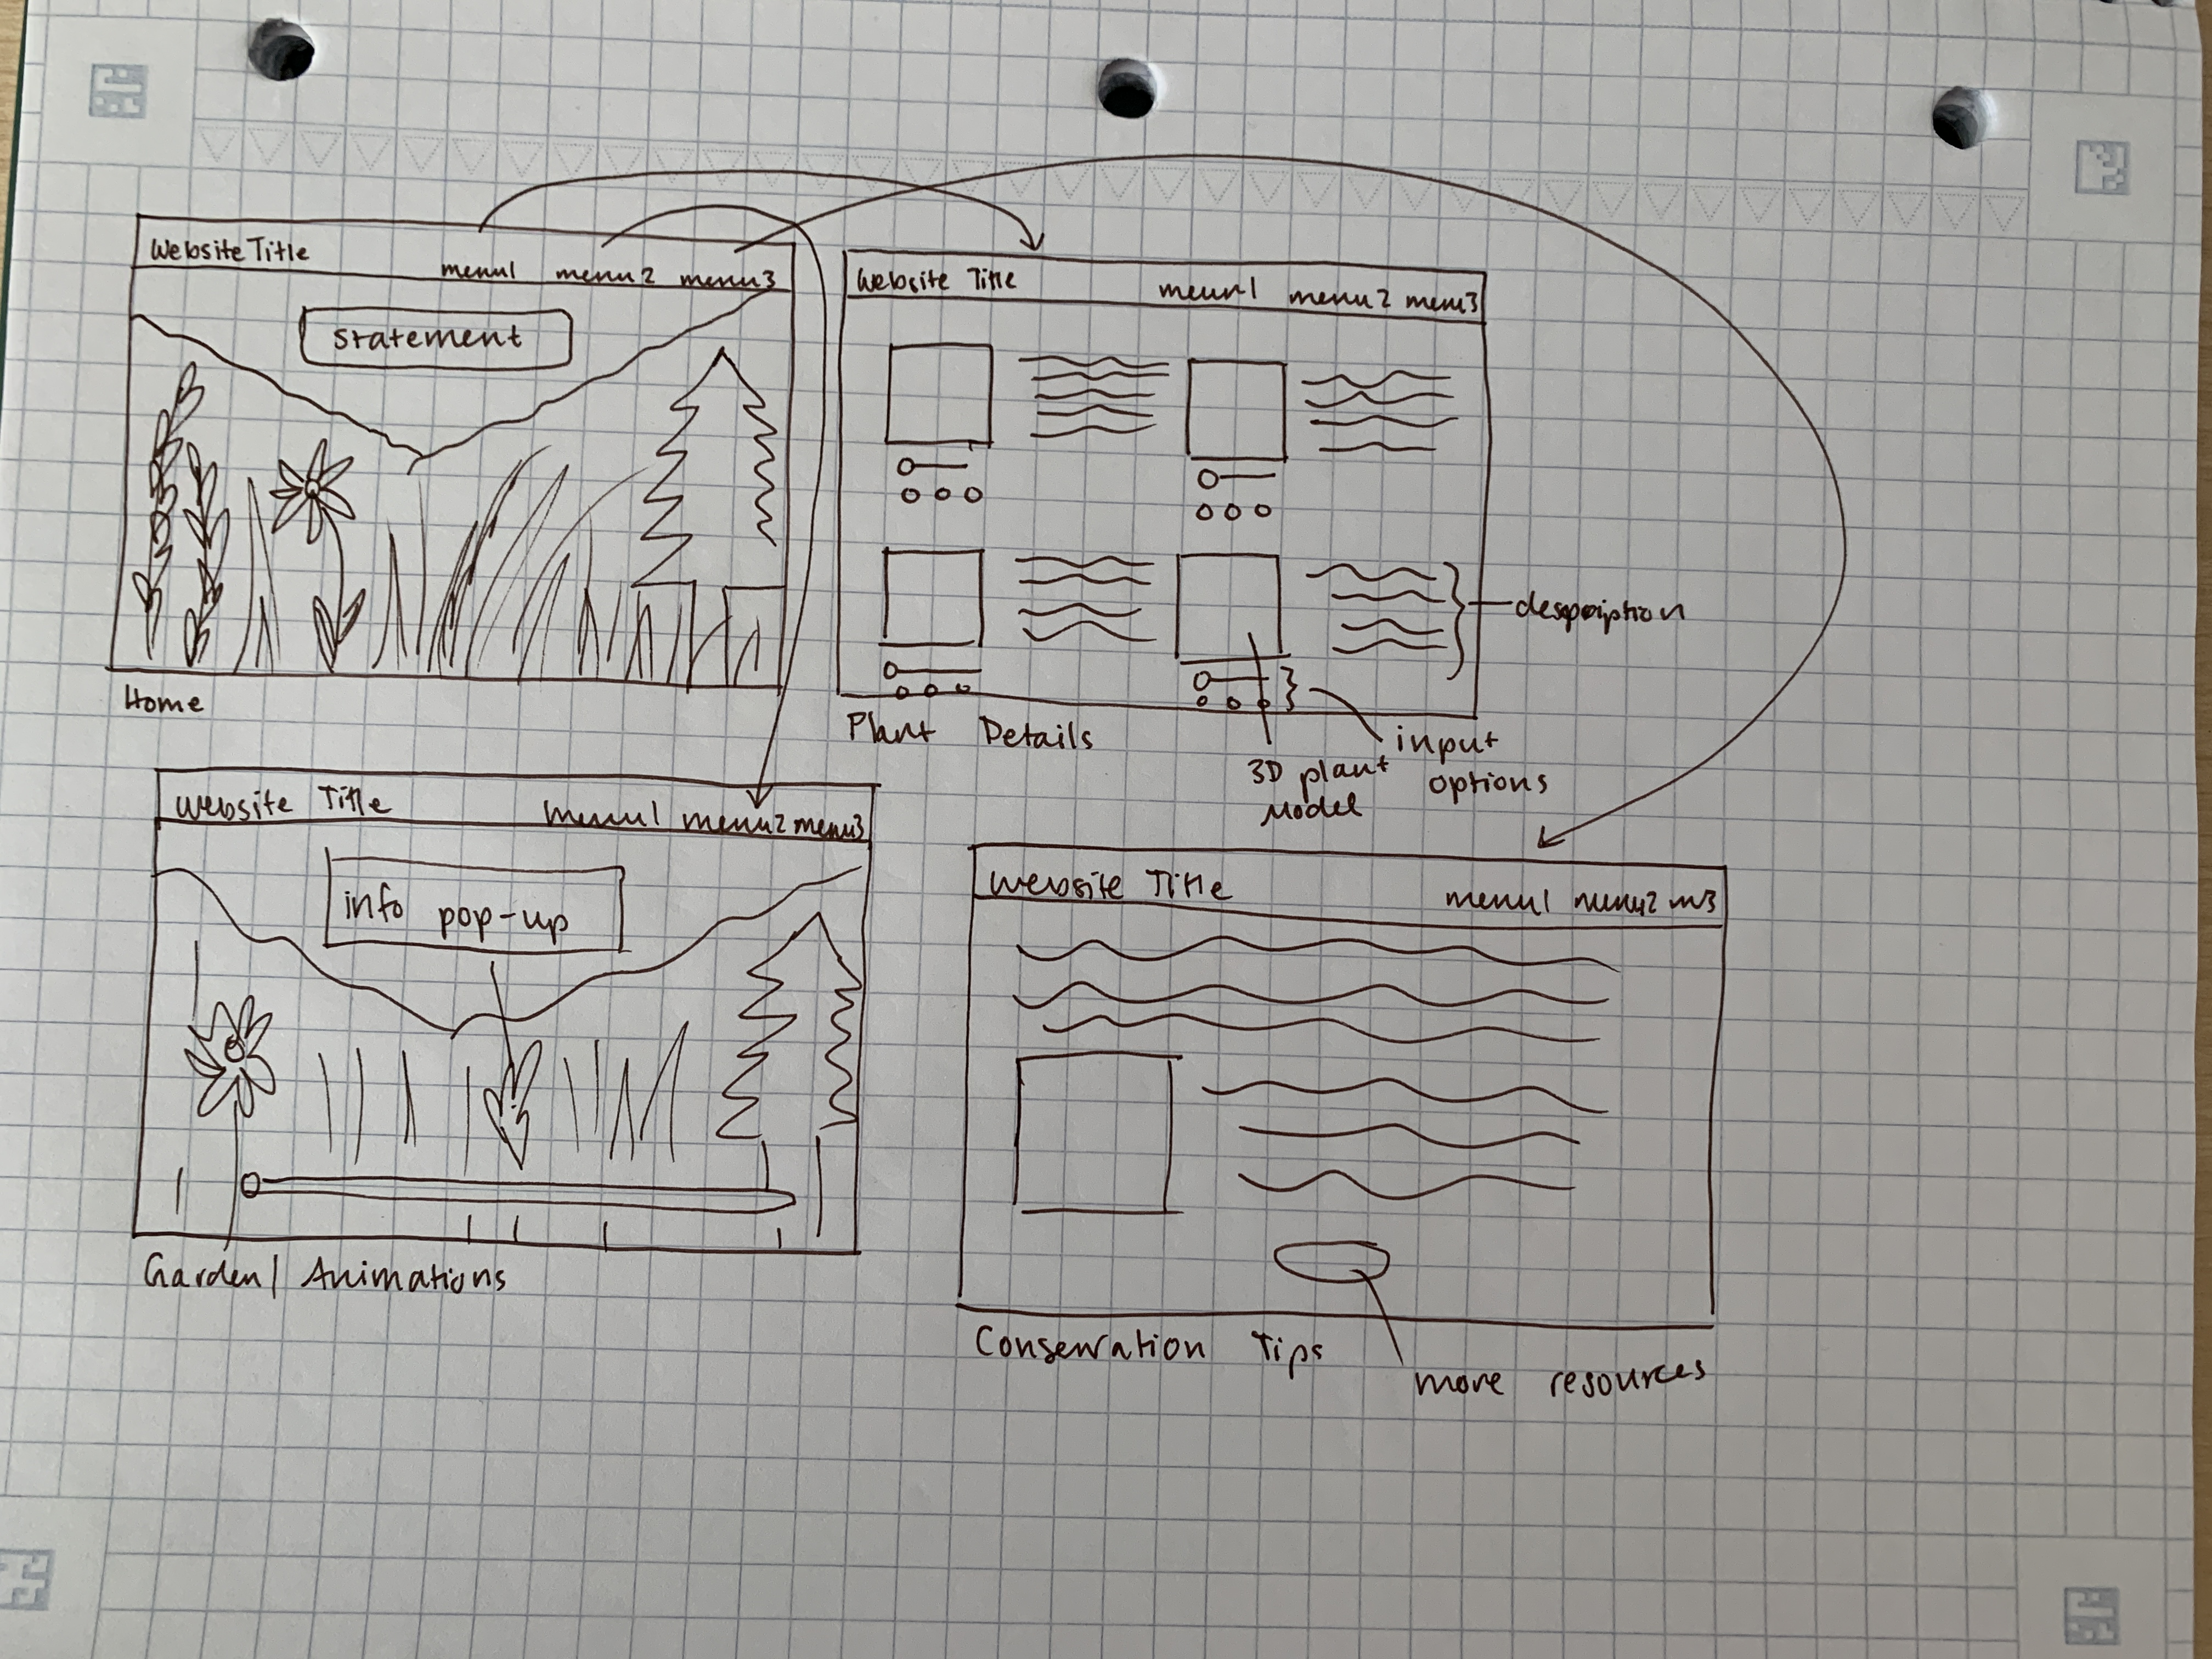 Website Title
menu1 menu2 menu3
statement
Home
Website Title
menu1 menu2 menu3
description
Plant Details
3D plant
Model
input
options
Website Title
menu1 menu2 menu3
info pop-up
Garden/ Animations
Website Title
menu1 menu2 m3
Conservation Tips
more resources